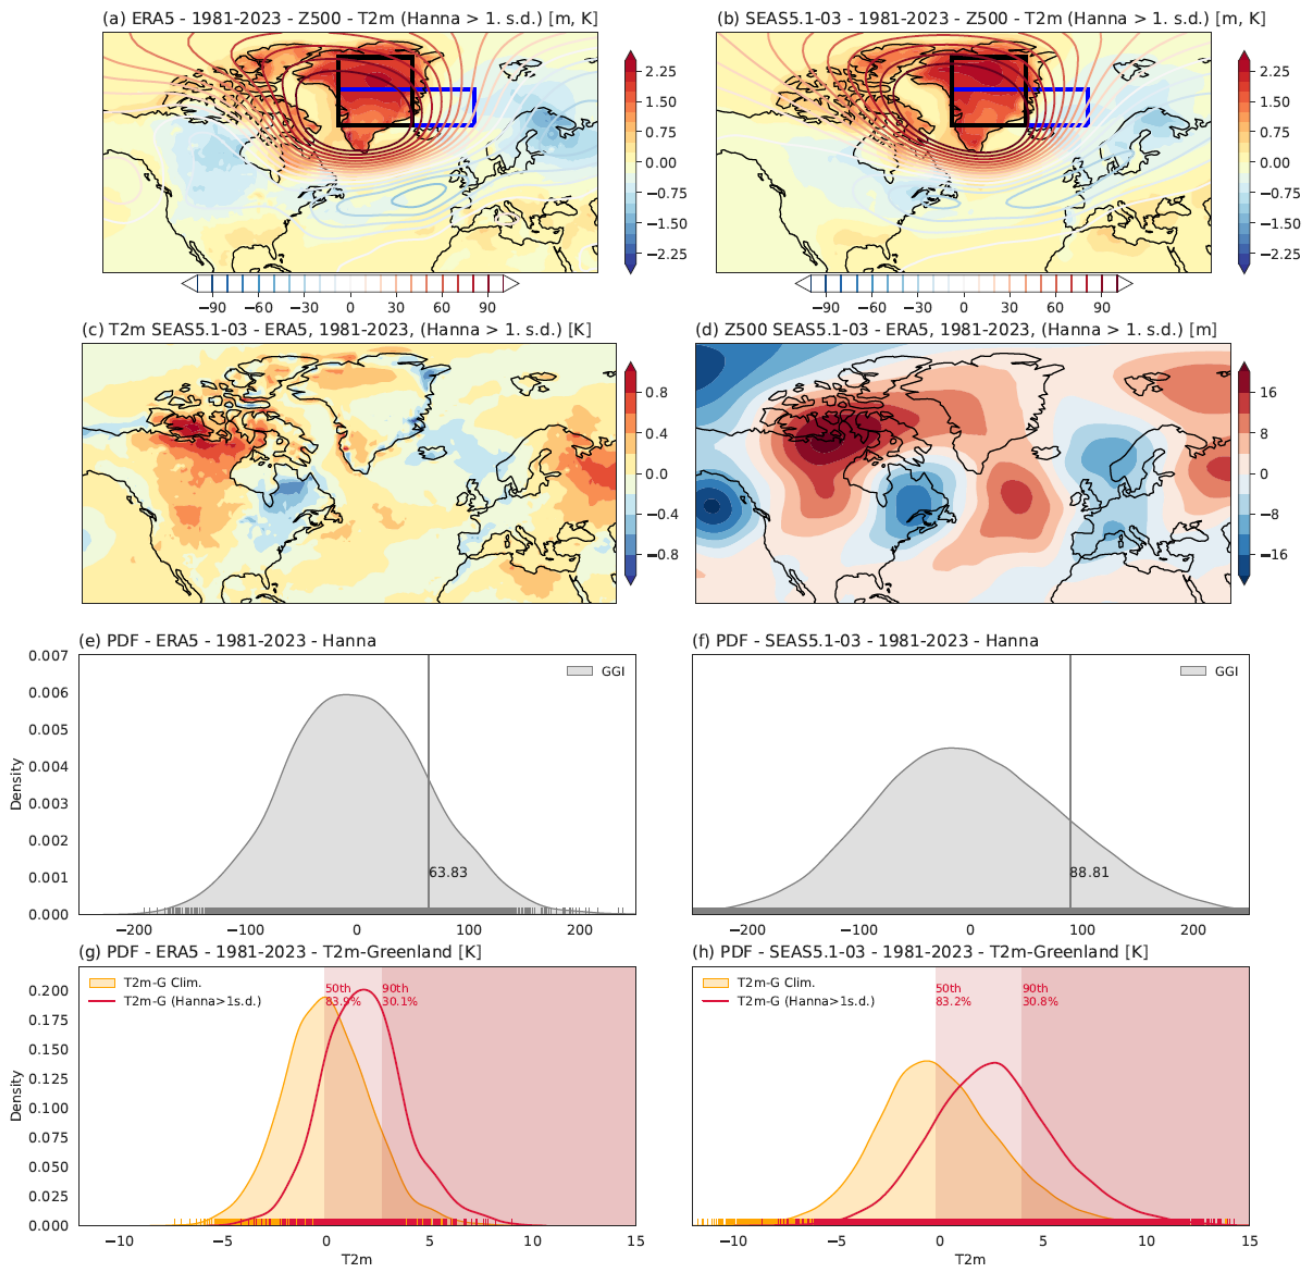 (a) ERA5 - 1981-2023 - Z500 - T2m (Hanna > 1. s.d.) [m, K]
(b) SEAS5.1-03 - 1981-2023 - Z500 - T2m (Hanna > 1. s.d.) [m, K]
2.25
1.50
0.75
0.00
−0.75
−1.50
−2.25
2.25
1.50
0.75
0.00
−0.75
−1.50
−2.25
−90 −60 −30 0 30 60 90
−90 −60 −30 0 30 60 90
(c) T2m SEAS5.1-03 - ERA5, 1981-2023, (Hanna > 1. s.d.) [K]
(d) Z500 SEAS5.1-03 - ERA5, 1981-2023, (Hanna > 1. s.d.) [m]
0.8
0.4
0.0
−0.4
−0.8
16
8
0
−8
−16
(e) PDF - ERA5 - 1981-2023 - Hanna
(f) PDF - SEAS5.1-03 - 1981-2023 - Hanna
0.007
0.006
0.005
0.004
0.003
0.002
0.001
0.000
Density
GGI
63.83
−200 −100 0 100 200
GGI
88.81
−200 −100 0 100 200
(g) PDF - ERA5 - 1981-2023 - T2m-Greenland [K]
(h) PDF - SEAS5.1-03 - 1981-2023 - T2m-Greenland [K]
0.200
0.175
0.150
0.125
0.100
0.075
0.050
0.025
0.000
Density
T2m-G Clim.
T2m-G (Hanna>1s.d.)
50th
83.9%
90th
30.1%
−10 −5 0 5 10 15
T2m
T2m-G Clim.
T2m-G (Hanna>1s.d.)
50th
83.2%
90th
30.8%
−10 −5 0 5 10 15
T2m